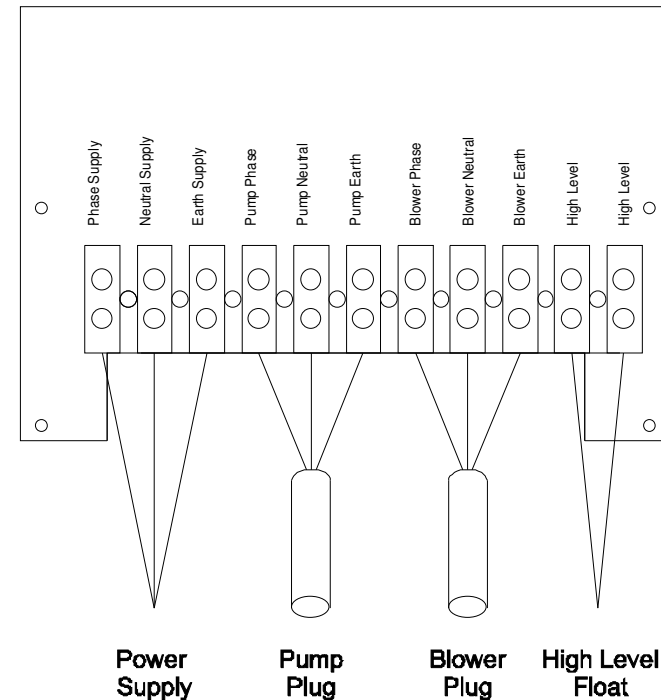 Phase Supply
Neutral Supply
Earth Supply
Pump Phase
Pump Neutral
Pump Earth
Blower Phase
Blower Neutral
Blower Earth
High Level
High Level
Power
Supply
Pump
Plug
Blower
Plug
High Level
Float